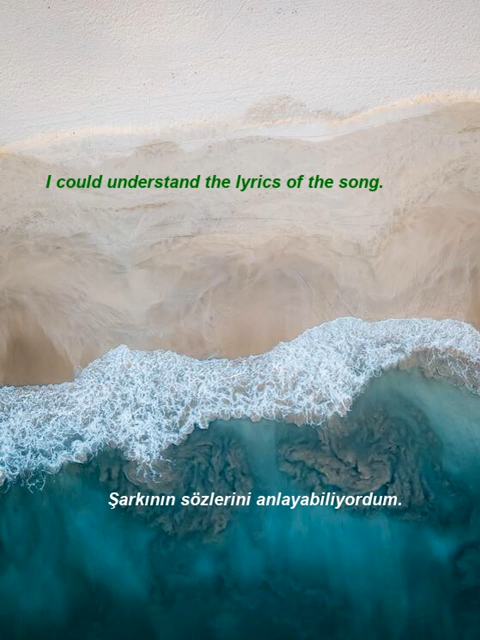 I could understand the lyrics of the song.
Şarkının sözlerini anlayabiliyordum.